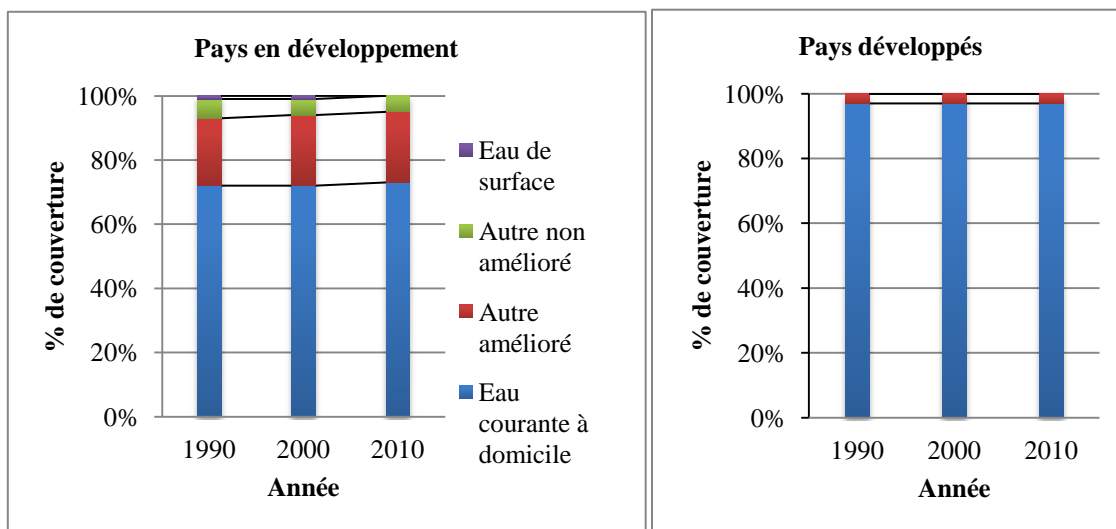 Pays en développement
% de couverture
100%
80%
60%
40%
20%
0%
1990 2000 2010
Année
Eau de
surface
Autre non
amélioré
Autre
amélioré
Eau
courante à
domicile
Pays développés
% de couverture
100%
80%
60%
40%
20%
0%
1990 2000 2010
Année